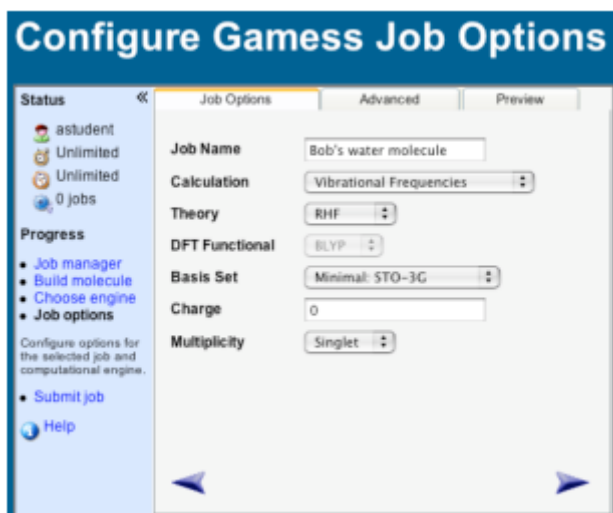 Configure Gamess Job Options
Status «
astudent
Unlimited
Unlimited
0 jobs
Progress
• Job manager
• Build molecule
• Choose engine
• Job options
Configure options for
the selected job and
computational engine.
• Submit job
Help
Job Options Advanced Preview
Job Name Bob's water molecule
Calculation Vibrational Frequencies
Theory RHF
DFT Functional BLYP
Basis Set Minimal: STO-3G
Charge 0
Multiplicity Singlet